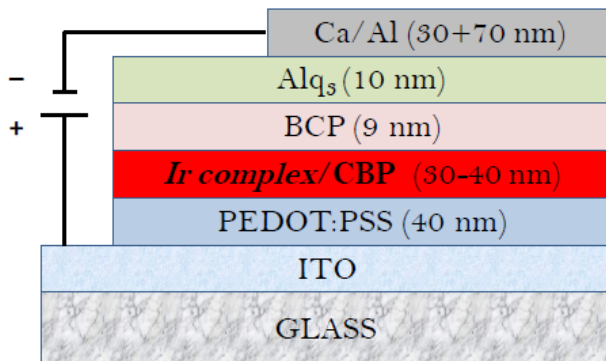 Ca/Al (30+70 nm)
Alq₃ (10 nm)
BCP (9 nm)
Ir complex/CBP (30-40 nm)
PEDOT:PSS (40 nm)
ITO
GLASS
–
+